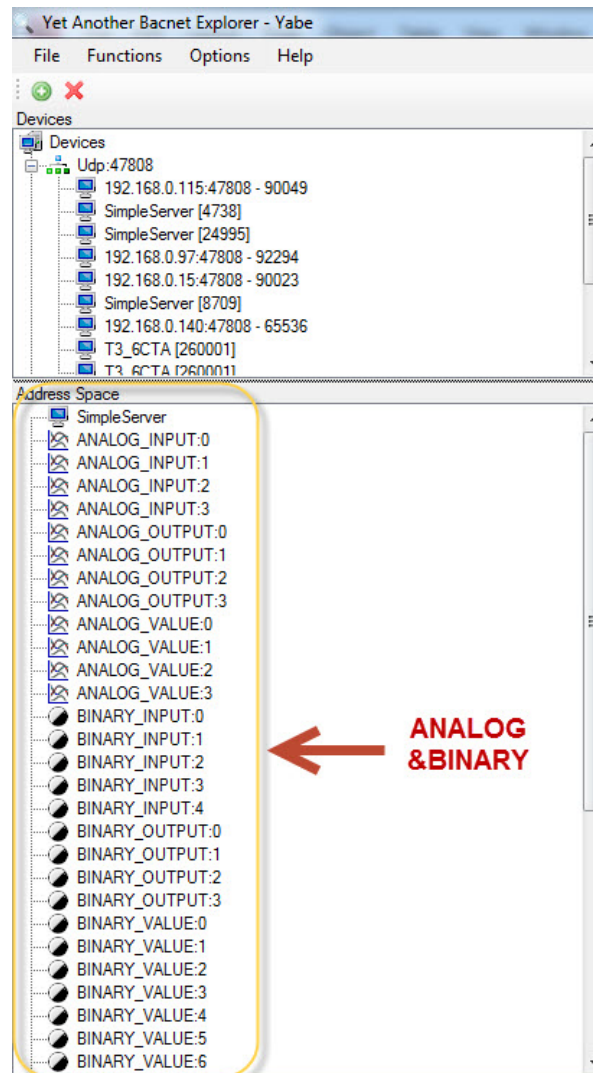 Yet Another Bacnet Explorer - Yabe
File Functions Options Help
Devices
Devices
Udp:47808
192.168.0.115:47808 - 90049
SimpleServer [4738]
SimpleServer [24995]
192.168.0.97:47808 - 92294
192.168.0.15:47808 - 90023
SimpleServer [8709]
192.168.0.140:47808 - 65536
T3_6CTA [260001]
T3_6CTA [260001]
Address Space
SimpleServer
ANALOG_INPUT:0
ANALOG_INPUT:1
ANALOG_INPUT:2
ANALOG_INPUT:3
ANALOG_OUTPUT:0
ANALOG_OUTPUT:1
ANALOG_OUTPUT:2
ANALOG_OUTPUT:3
ANALOG_VALUE:0
ANALOG_VALUE:1
ANALOG_VALUE:2
ANALOG_VALUE:3
BINARY_INPUT:0
BINARY_INPUT:1
BINARY_INPUT:2
BINARY_INPUT:3
BINARY_INPUT:4
BINARY_OUTPUT:0
BINARY_OUTPUT:1
BINARY_OUTPUT:2
BINARY_OUTPUT:3
BINARY_VALUE:0
BINARY_VALUE:1
BINARY_VALUE:2
BINARY_VALUE:3
BINARY_VALUE:4
BINARY_VALUE:5
BINARY_VALUE:6
ANALOG
&BINARY